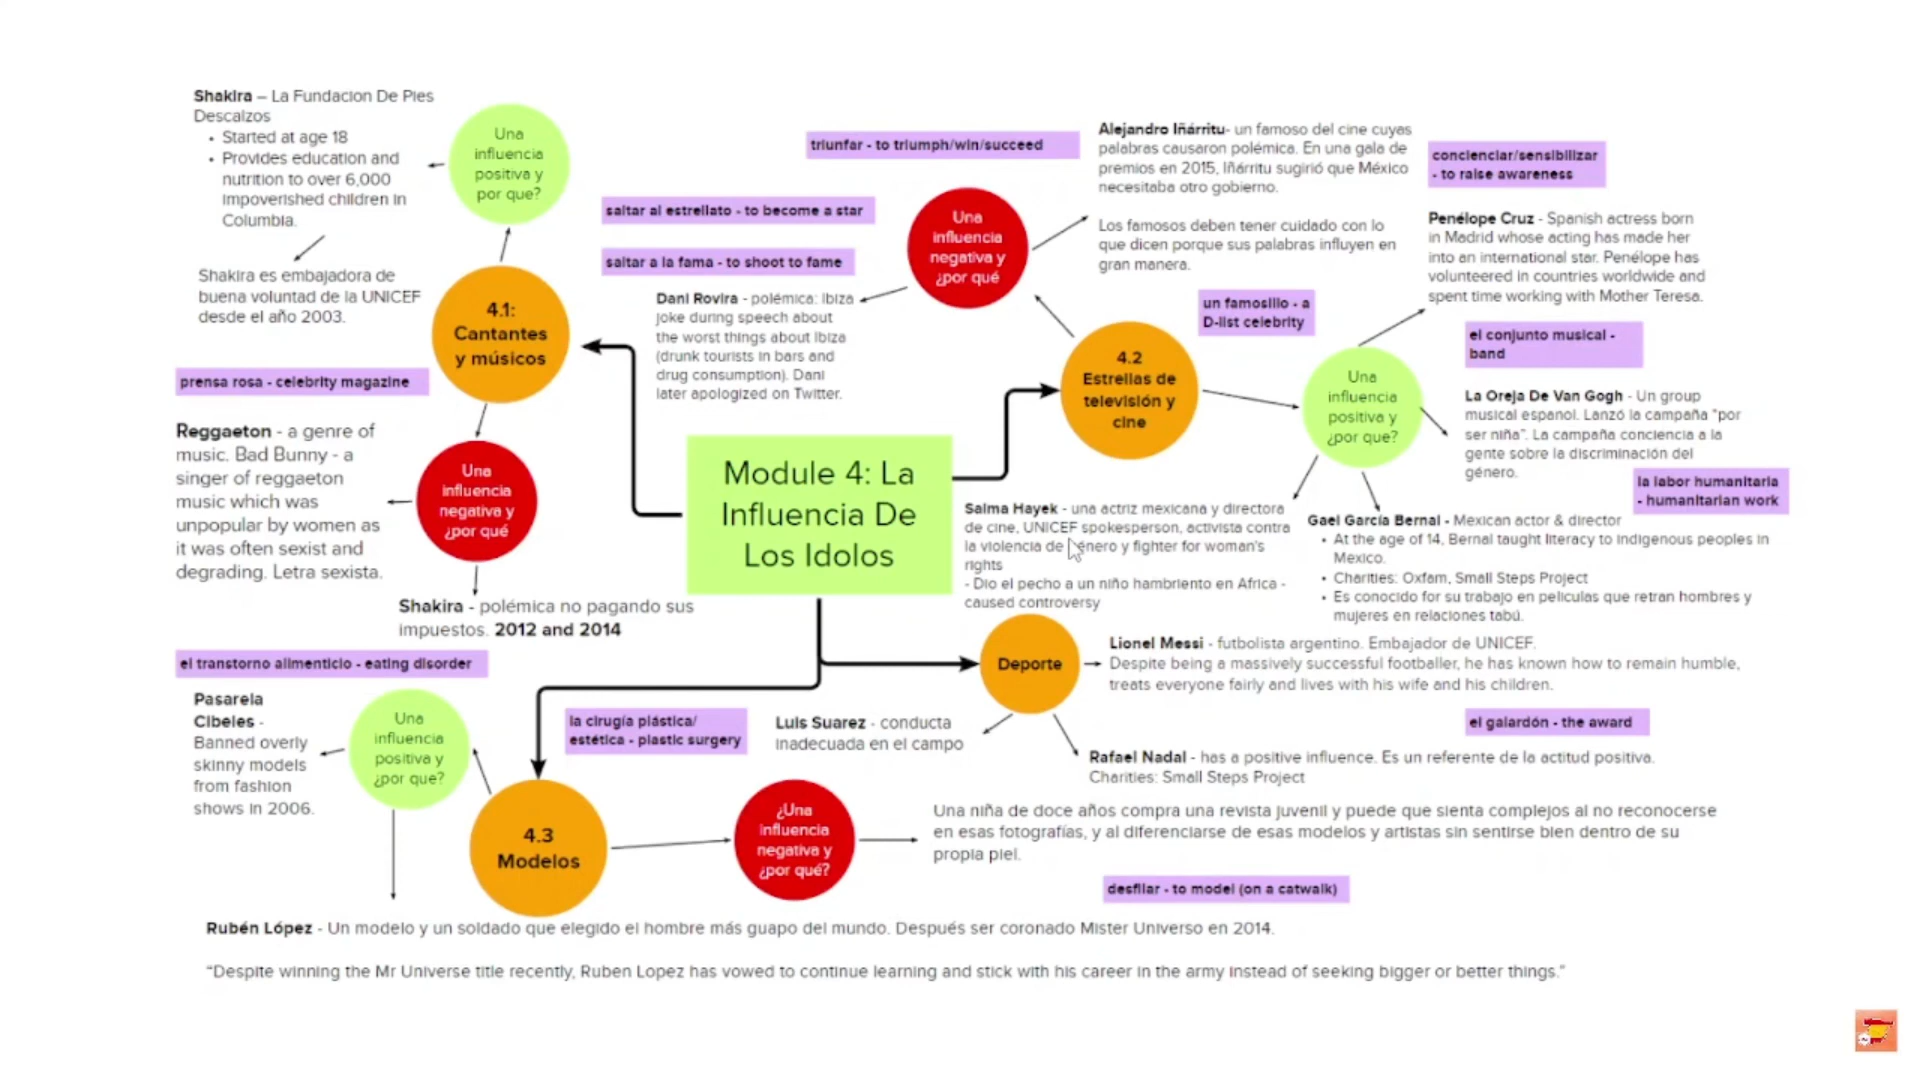 Shakira – La Fundacion De Pies
Descalzos
• Started at age 18
• Provides education and
nutrition to over 6,000
impoverished children in
Columbia.
Una
influencia
positiva y
por que?
Shakira es embajadora de
buena voluntad de la UNICEF
desde el año 2003.
4.1:
Cantantes
y músicos
prensa rosa - celebrity magazine
Reggaeton - a genre of
music. Bad Bunny - a
singer of reggaeton
music which was
unpopular by women as
it was often sexist and
degrading. Letra sexista.
Una
influencia
negativa y
¿por qué
Shakira - polémica no pagando sus
impuestos. 2012 and 2014
triunfar - to triumph/win/succeed
saltar al estrellato - to become a star
saltar a la fama - to shoot to fame
Dani Rovira - polémica: Ibiza
joke during speech about
the worst things about Ibiza
(drunk tourists in bars and
drug consumption). Dani
later apologized on Twitter.
Una
influencia
negativa y
¿por qué
Alejandro Iñárritu- un famoso del cine cuyas
palabras causaron polémica. En una gala de
premios en 2015, Iñárritu sugirió que México
necesitaba otro gobierno.
Los famosos deben tener cuidado con lo
que dicen porque sus palabras influyen en
gran manera.
concienciar/sensibilizar
- to raise awareness
Penélope Cruz - Spanish actress born
in Madrid whose acting has made her
into an international star. Penélope has
volunteered in countries worldwide and
spent time working with Mother Teresa.
un famosillo - a
D-list celebrity
4.2
Estrellas de
televisión y
cine
Una
influencia
positiva y
¿por que?
el conjunto musical -
band
La Oreja De Van Gogh - Un group
musical espanol. Lanzó la campaña "por
ser niña". La campaña conciencia a la
gente sobre la discriminación del
género.
la labor humanitaria
- humanitarian work
Module 4: La
Influencia De
Los Idolos
Salma Hayek - una actriz mexicana y directora
de cine, UNICEF spokesperson, activista contra
la violencia de género y fighter for woman's
rights
- Dio el pecho a un niño hambriento en Africa -
caused controversy
Gael García Bernal - Mexican actor & director
• At the age of 14, Bernal taught literacy to indigenous peoples in
Mexico.
• Charities: Oxfam, Small Steps Project
• Es conocido for su trabajo en peliculas que retran hombres y
mujeres en relaciones tabú.
Deporte
Lionel Messi - futbolista argentino. Embajador de UNICEF.
Despite being a massively successful footballer, he has known how to remain humble,
treats everyone fairly and lives with his wife and his children.
el galardón - the award
Luis Suarez - conducta
inadecuada en el campo
Rafael Nadal - has a positive influence. Es un referente de la actitud positiva.
Charities: Small Steps Project
el transtorno alimenticio - eating disorder
Pasarela
Cibeles -
Banned overly
skinny models
from fashion
shows in 2006.
Una
influencia
positiva y
¿por que?
la cirugía plástica/
estética - plastic surgery
4.3
Modelos
¿Una
influencia
negativa y
¿por qué?
Una niña de doce años compra una revista juvenil y puede que sienta complejos al no reconocerse
en esas fotografías, y al diferenciarse de esas modelos y artistas sin sentirse bien dentro de su
propia piel.
desfilar - to model (on a catwalk)
Rubén López - Un modelo y un soldado que elegido el hombre más guapo del mundo. Después ser coronado Mister Universo en 2014.
"Despite winning the Mr Universe title recently, Ruben Lopez has vowed to continue learning and stick with his career in the army instead of seeking bigger or better things."